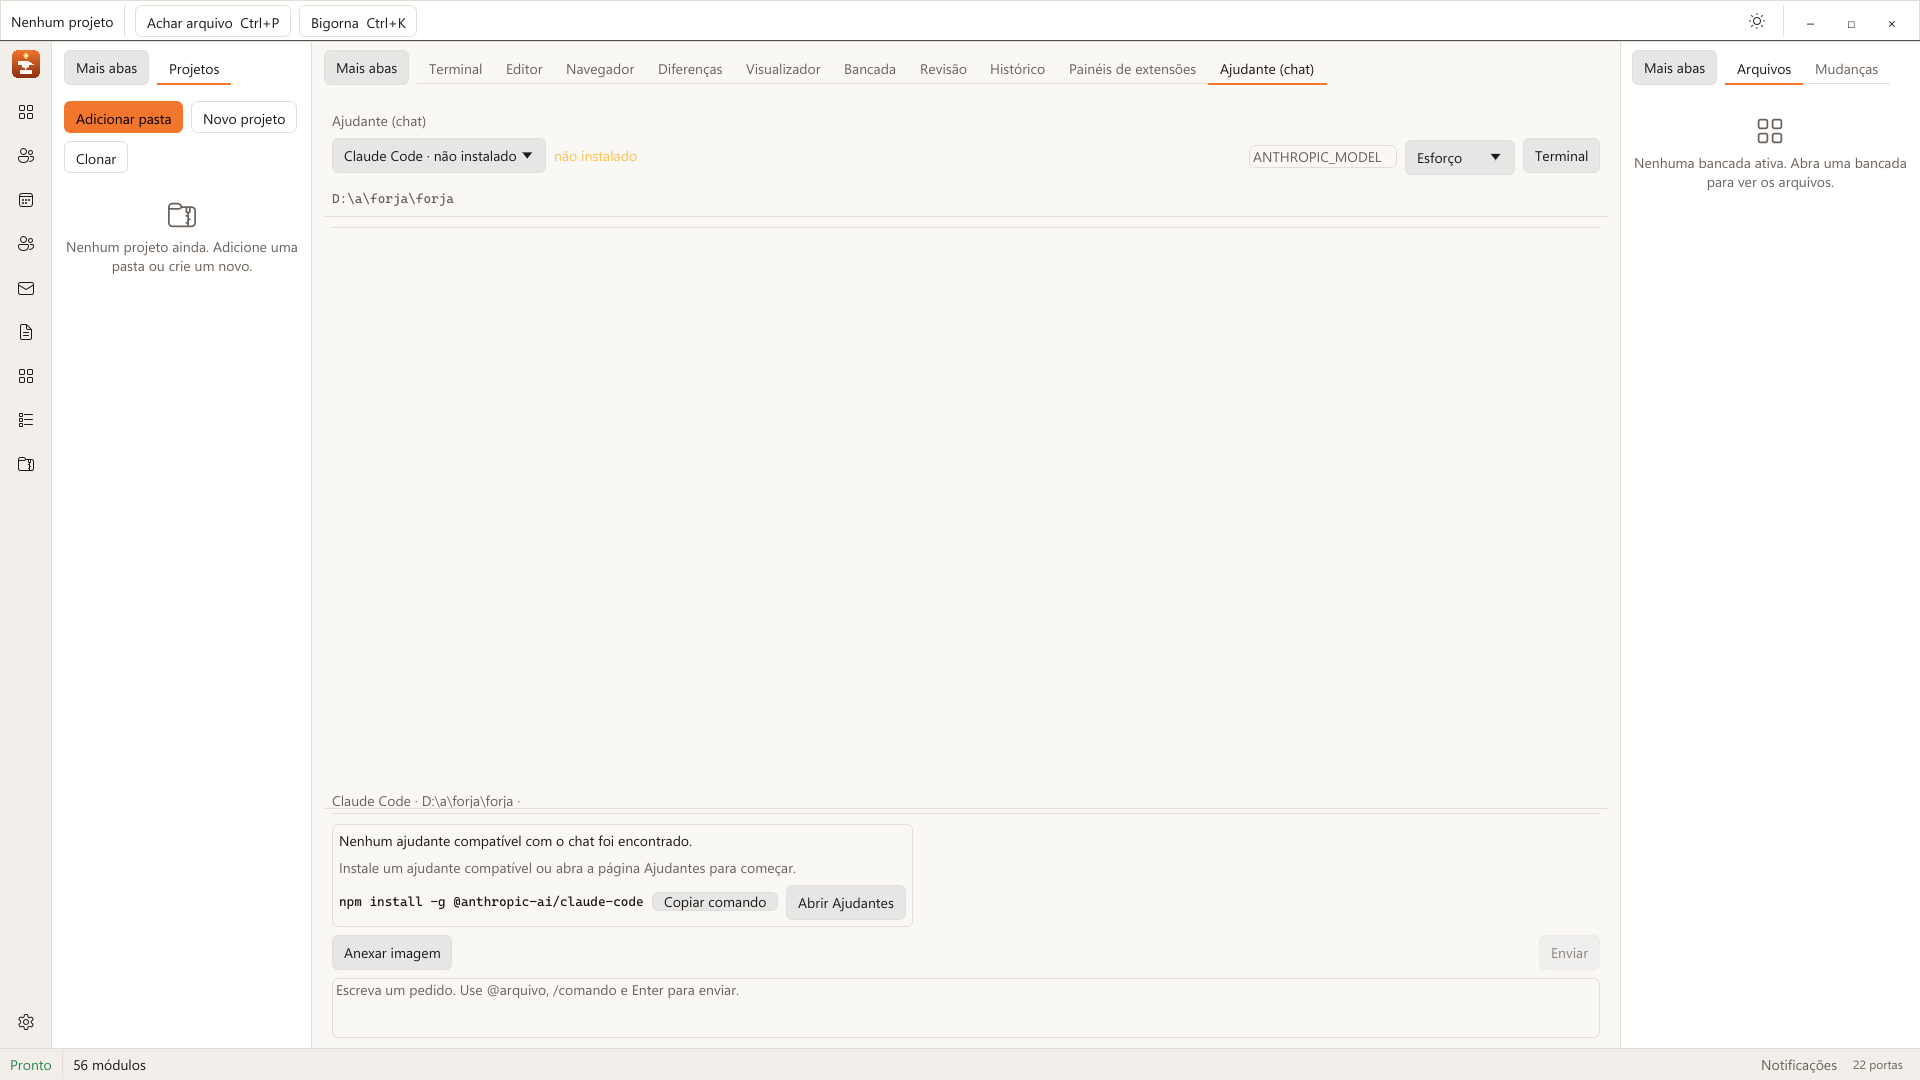 Nenhum projeto
Achar arquivo Ctrl+P
Bigorna Ctrl+K
Mais abas
Projetos
Adicionar pasta
Novo projeto
Clonar
Nenhum projeto ainda. Adicione uma
pasta ou crie um novo.
Mais abas
Terminal
Editor
Navegador
Diferenças
Visualizador
Bancada
Revisão
Histórico
Painéis de extensões
Ajudante (chat)
Ajudante (chat)
Claude Code · não instalado
não instalado
ANTHROPIC_MODEL
Esforço
Terminal
D:\a\forja\forja
Claude Code · D:\a\forja\forja ·
Nenhum ajudante compatível com o chat foi encontrado.
Instale um ajudante compatível ou abra a página Ajudantes para começar.
npm install -g @anthropic-ai/claude-code
Copiar comando
Abrir Ajudantes
Anexar imagem
Enviar
Escreva um pedido. Use @arquivo, /comando e Enter para enviar.
Mais abas
Arquivos
Mudanças
Nenhuma bancada ativa. Abra uma bancada
para ver os arquivos.
Pronto
56 módulos
Notificações
22 portas